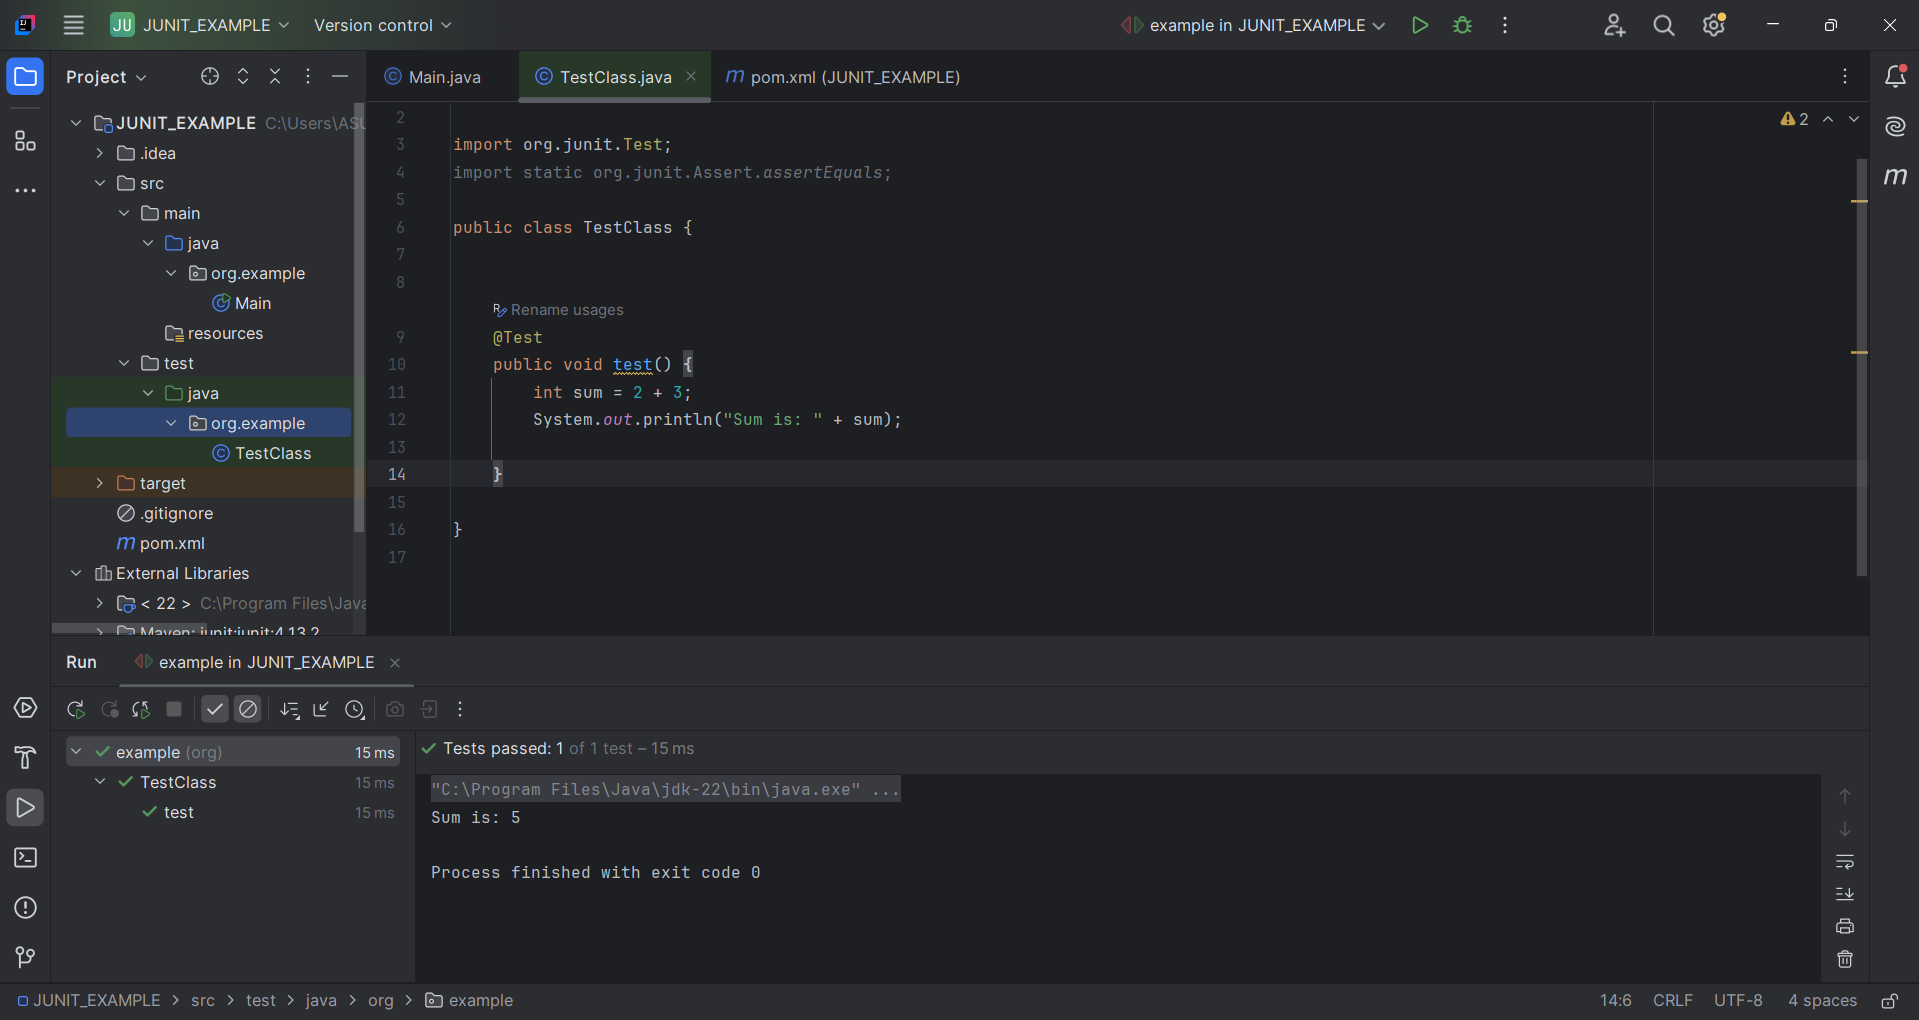 JU JUNIT_EXAMPLE Version control example in JUNIT_EXAMPLE
Project
JUNIT_EXAMPLE C:\Users\ASU
.idea
src
main
java
org.example
Main
resources
test
java
org.example
TestClass
target
.gitignore
m pom.xml
External Libraries
< 22 > C:\Program Files\Java
Maven: junit:junit:4.13.2
Main.java TestClass.java m pom.xml (JUNIT_EXAMPLE)
2
2
3 import org.junit.Test;
4 import static org.junit.Assert.assertEquals;
5
6 public class TestClass {
7
8
Rename usages
9 @Test
10 public void test() {
11 int sum = 2 + 3;
12 System.out.println("Sum is: " + sum);
13
14 }
15
16 }
17
m
Run example in JUNIT_EXAMPLE
example (org) 15 ms
TestClass 15 ms
test 15 ms
Tests passed: 1 of 1 test – 15 ms
"C:\Program Files\Java\jdk-22\bin\java.exe" ...
Sum is: 5
Process finished with exit code 0
JUNIT_EXAMPLE > src > test > java > org > example
14:6 CRLF UTF-8 4 spaces